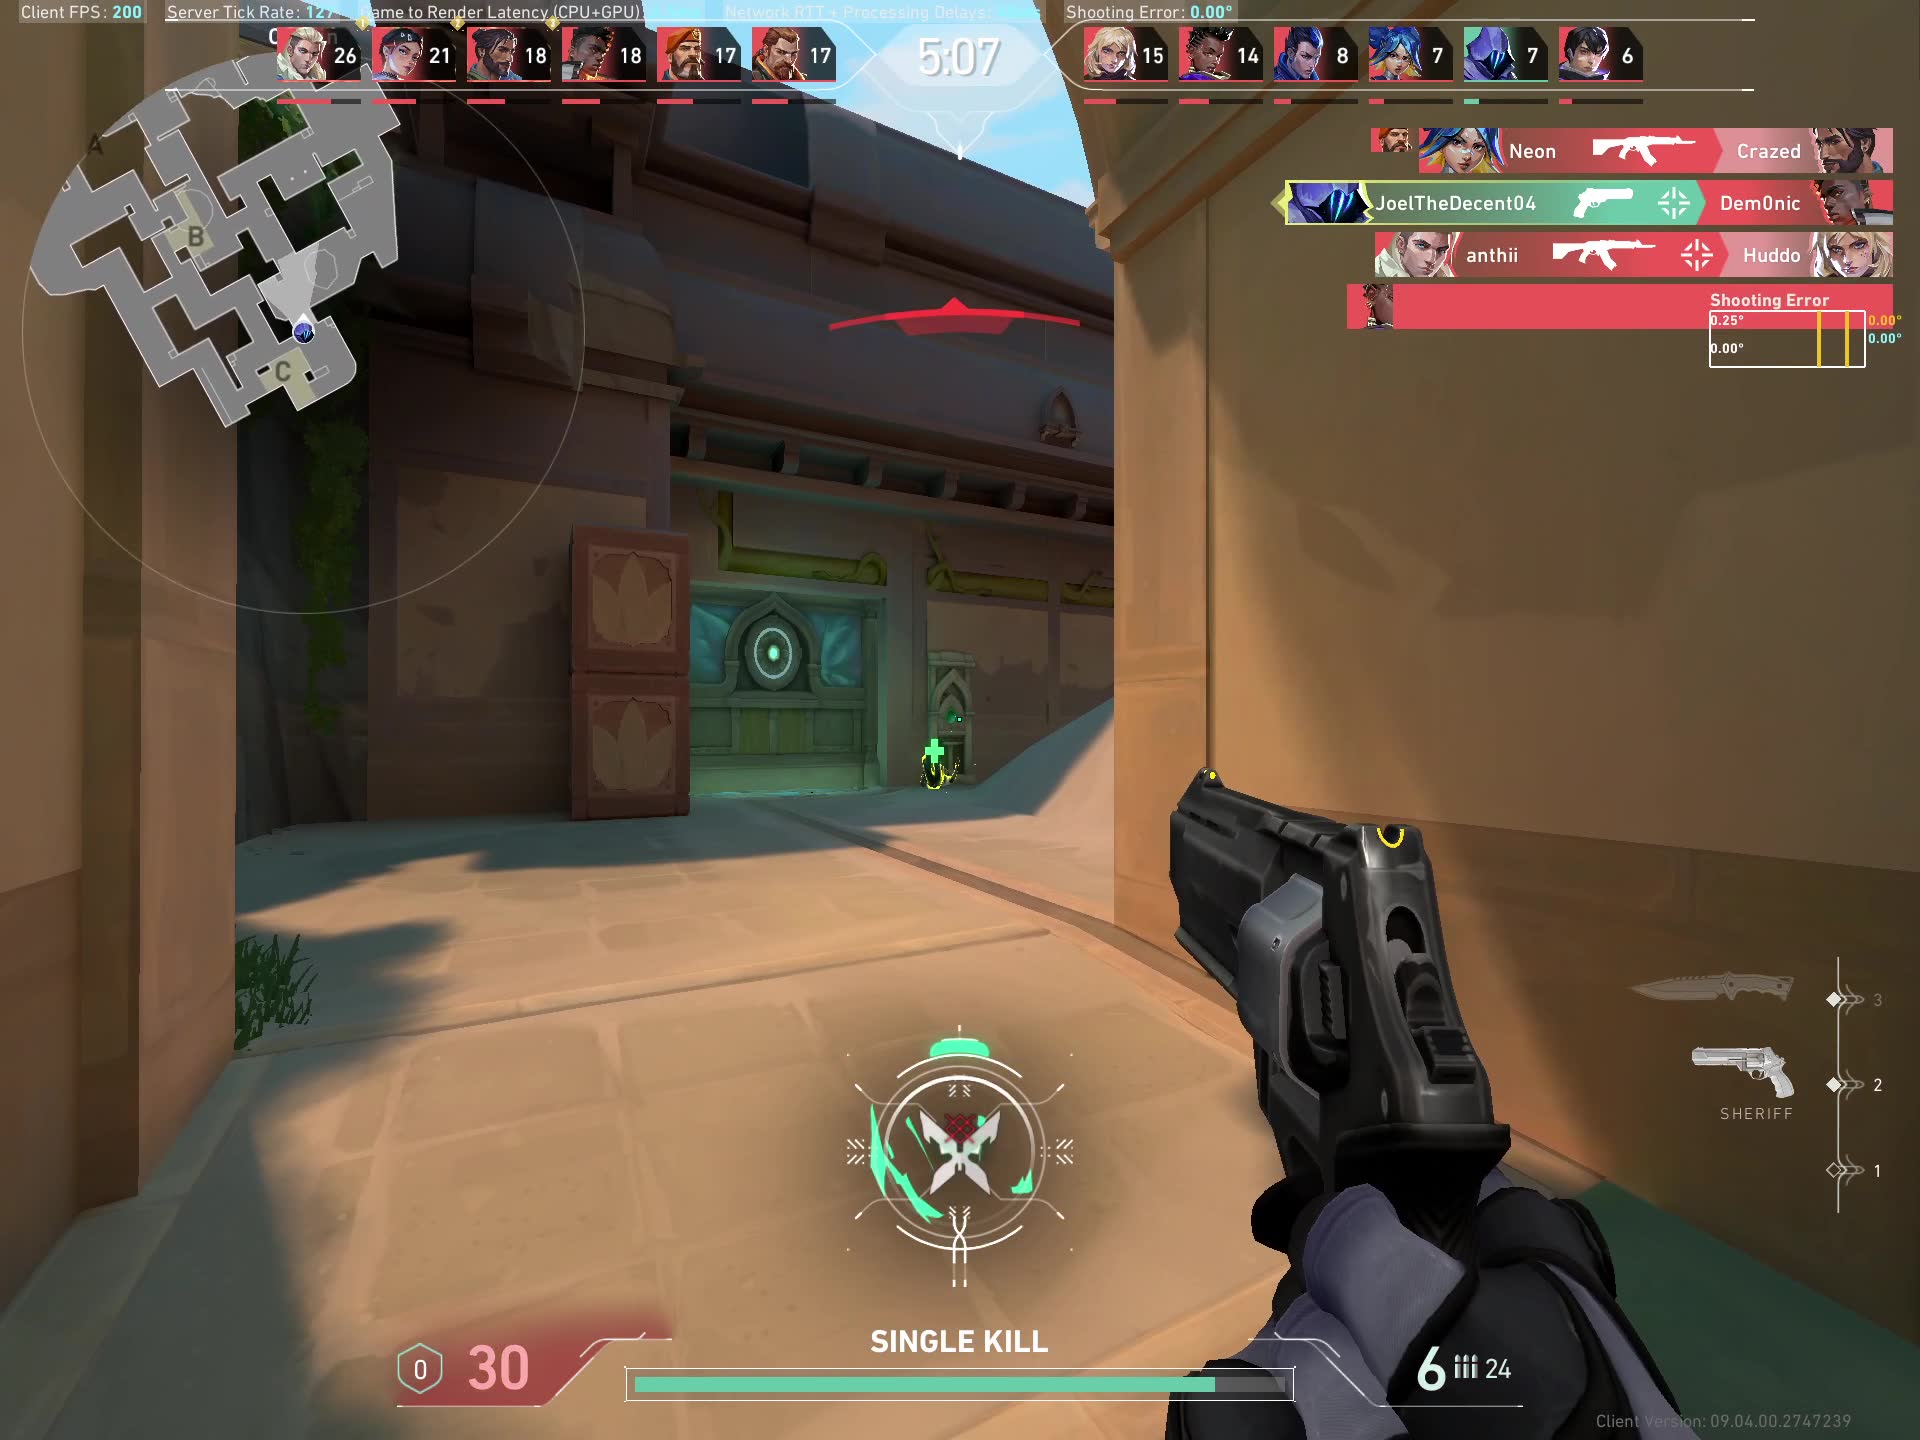 Client FPS: 200
Server Tick Rate: 127
ame to Render Latency (CPU+GPU):
Network RTT + Processing Delays:
Shooting Error: 0.00°
26
21
18
18
17
17
5:07
15
14
8
7
7
6
A
B
C
Neon
Crazed
JoelTheDecent04
Dem0nic
anthii
Huddo
Shooting Error
0.25°
0.00°
0.00°
0.00°
3
2
SHERIFF
1
SINGLE KILL
0
30
6
24
Client Version: 09.04.00.2747239